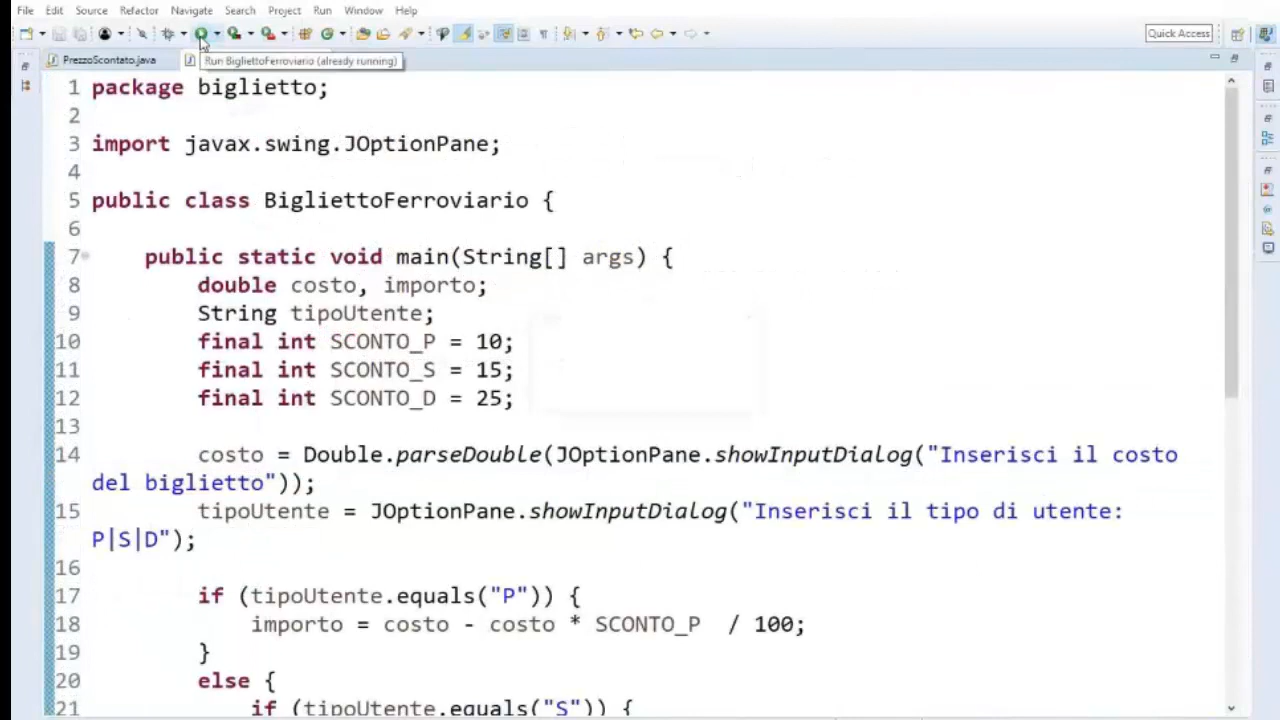 File Edit Source Refactor Navigate Search Project Run Window Help
Quick Access
PrezzoScontato.java
Run BigliettoFerroviario (already running)
1 package biglietto;
2
3 import javax.swing.JOptionPane;
4
5 public class BigliettoFerroviario {
6
7 public static void main(String[] args) {
8 double costo, importo;
9 String tipoUtente;
10 final int SCONTO_P = 10;
11 final int SCONTO_S = 15;
12 final int SCONTO_D = 25;
13
14 costo = Double.parseDouble(JOptionPane.showInputDialog("Inserisci il costo
del biglietto"));
15 tipoUtente = JOptionPane.showInputDialog("Inserisci il tipo di utente:
P|S|D");
16
17 if (tipoUtente.equals("P")) {
18 importo = costo - costo * SCONTO_P / 100;
19 }
20 else {
21 if (tipoUtente.equals("S")) {